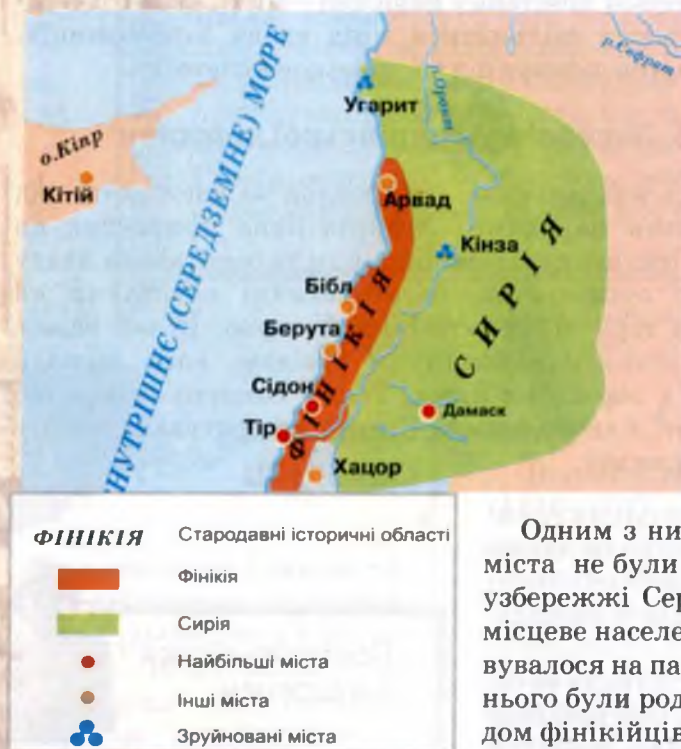 ВНУТРІШНЄ (СЕРЕДЗЕМНЕ) МОРЕ
р.Євфрат
р.Оронт
Угарит
о.Кіпр
Кітій
Арвад
Кінза
СИРІЯ
Бібл
Берута
ФІНІКІЯ
Сідон
Дамаск
Тір
Хацор
ФІНІКІЯ Стародавні історичні області
Фінікія
Сирія
Найбільші міста
Інші міста
Зруйновані міста
Одним з ни
міста не були
узбережжі Сер
місцеве населе
вувалося на па
нього були род
дом фінікійців